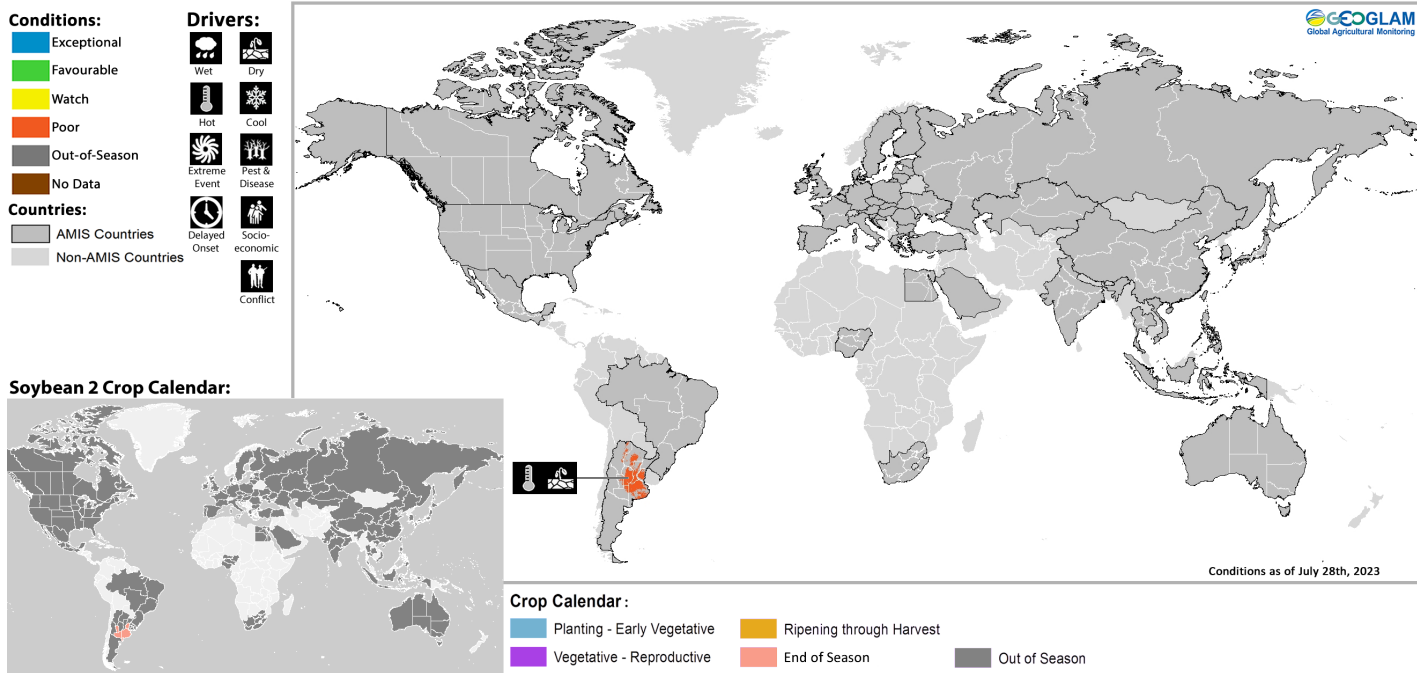 Conditions:
Exceptional
Favourable
Watch
Poor
Out-of-Season
No Data
Countries:
AMIS Countries
Non-AMIS Countries
Drivers:
Wet
Dry
Hot
Cool
Extreme
Event
Pest &
Disease
Delayed
Onset
Socio-
economic
Conflict
GEOGLAM
Global Agricultural Monitoring
Soybean 2 Crop Calendar:
Conditions as of July 28th, 2023
Crop Calendar :
Planting - Early Vegetative
Ripening through Harvest
Vegetative - Reproductive
End of Season
Out of Season